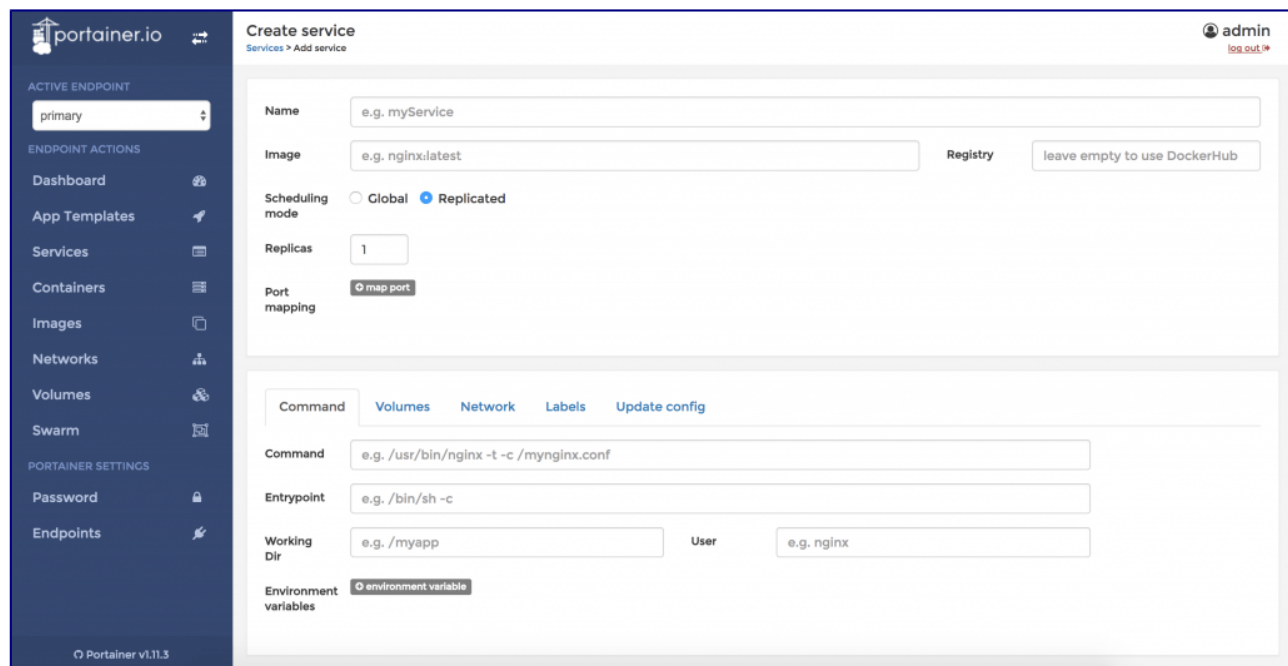 portainer.io
ACTIVE ENDPOINT
primary
ENDPOINT ACTIONS
Dashboard
App Templates
Services
Containers
Images
Networks
Volumes
Swarm
PORTAINER SETTINGS
Password
Endpoints
Portainer v1.11.3
Create service
Services > Add service
admin
log out
Name
e.g. myService
Image
e.g. nginx:latest
Registry
leave empty to use DockerHub
Scheduling
mode
Global Replicated
Replicas
1
Port
mapping
map port
Command Volumes Network Labels Update config
Command
e.g. /usr/bin/nginx -t -c /mynginx.conf
Entrypoint
e.g. /bin/sh -c
Working
Dir
e.g. /myapp
User
e.g. nginx
Environment
variables
environment variable